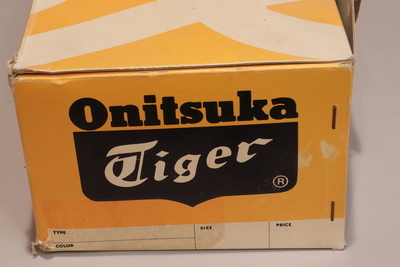 Onitsuka
Tiger
®
TYPE SIZE PRICE
COLOR